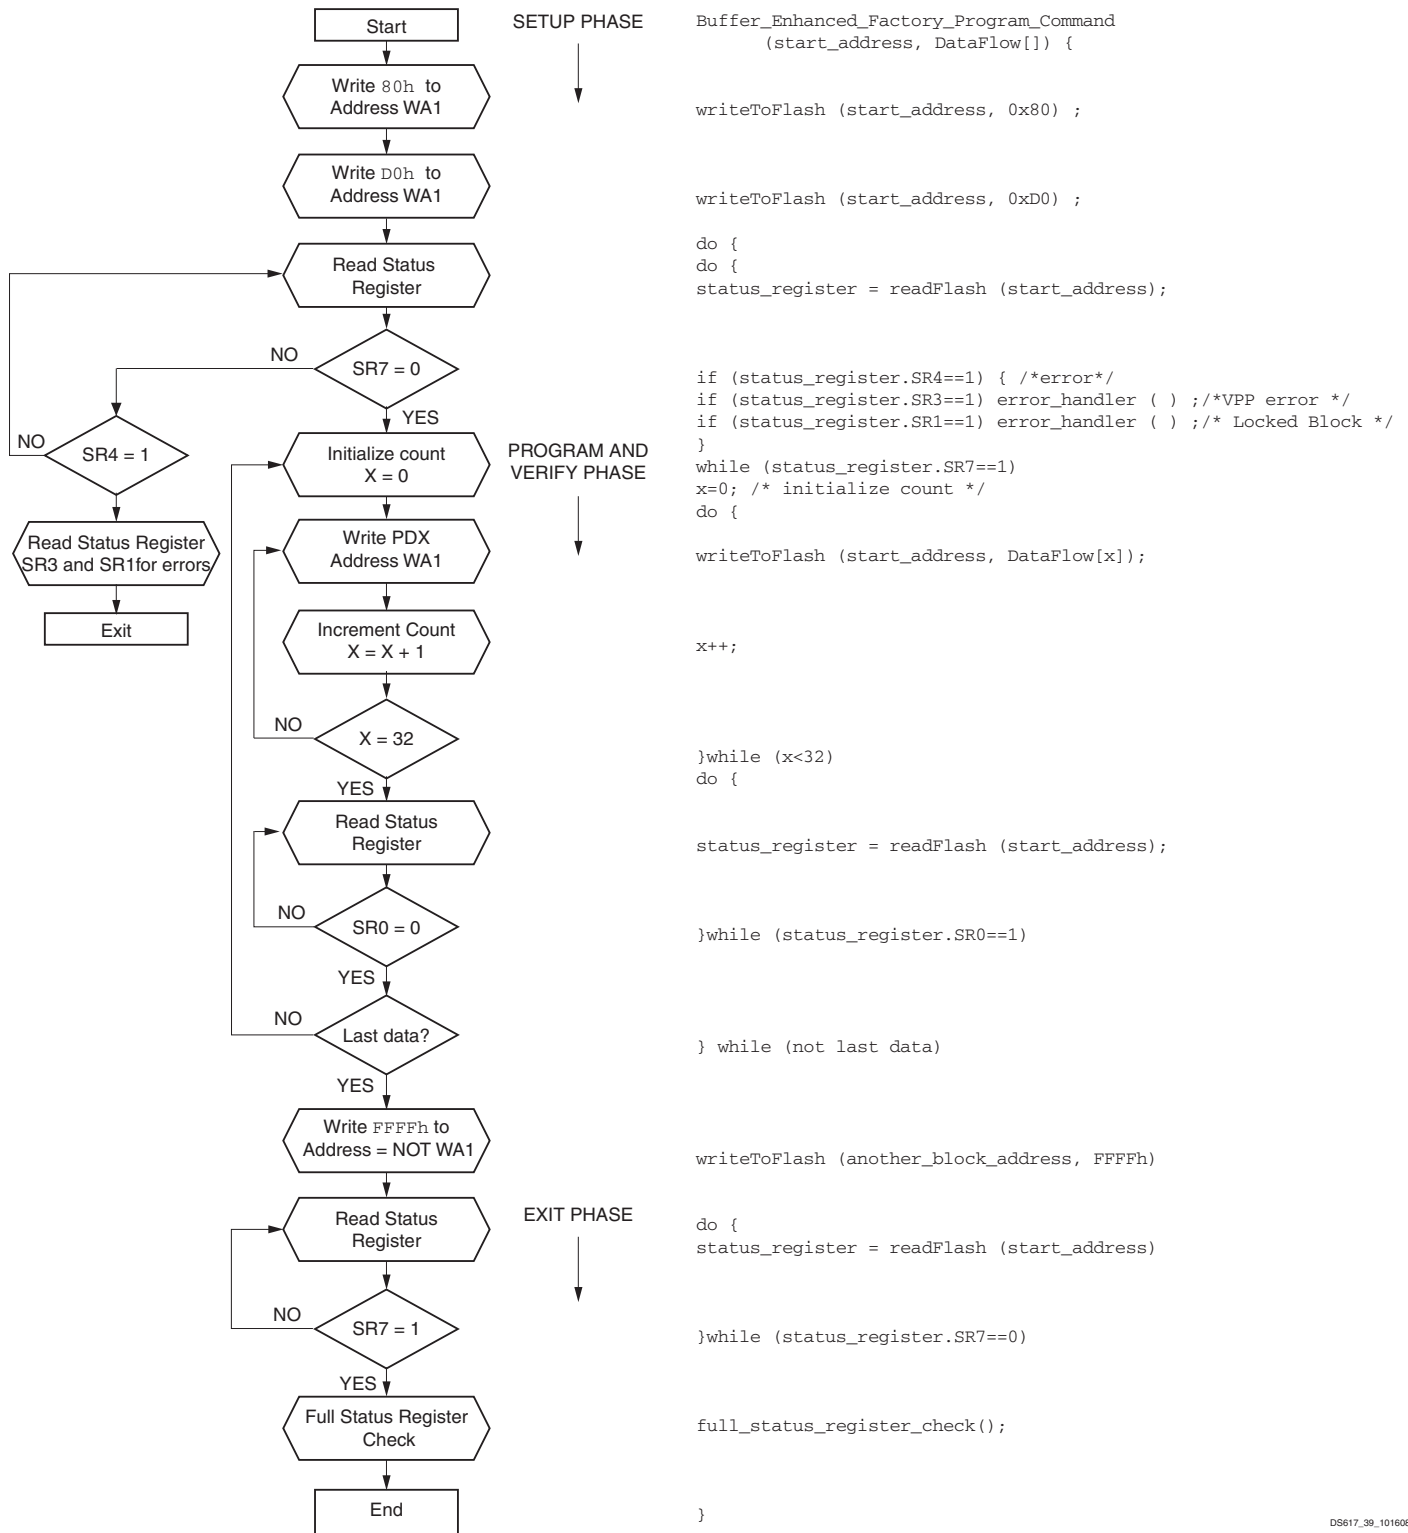 Start
SETUP PHASE
Buffer_Enhanced_Factory_Program_Command
(start_address, DataFlow[]) {
Write 80h to
Address WA1
writeToFlash (start_address, 0x80) ;
Write D0h to
Address WA1
writeToFlash (start_address, 0xD0) ;
do {
do {
Read Status
Register
status_register = readFlash (start_address);
NO
SR7 = 0
YES
if (status_register.SR4==1) { /*error*/
if (status_register.SR3==1) error_handler ( ) ;/*VPP error */
if (status_register.SR1==1) error_handler ( ) ;/* Locked Block */
}
NO
SR4 = 1
Initialize count
X = 0
PROGRAM AND
VERIFY PHASE
while (status_register.SR7==1)
x=0; /* initialize count */
do {
Read Status Register
SR3 and SR1for errors
Exit
Write PDX
Address WA1
writeToFlash (start_address, DataFlow[x]);
Increment Count
X = X + 1
x++;
NO
X = 32
YES
}while (x<32)
do {
Read Status
Register
status_register = readFlash (start_address);
NO
SR0 = 0
YES
}while (status_register.SR0==1)
NO
Last data?
YES
} while (not last data)
Write FFFFh to
Address = NOT WA1
writeToFlash (another_block_address, FFFFh)
Read Status
Register
EXIT PHASE
do {
status_register = readFlash (start_address)
NO
SR7 = 1
YES
}while (status_register.SR7==0)
Full Status Register
Check
full_status_register_check();
End
}
DS617_39_101608